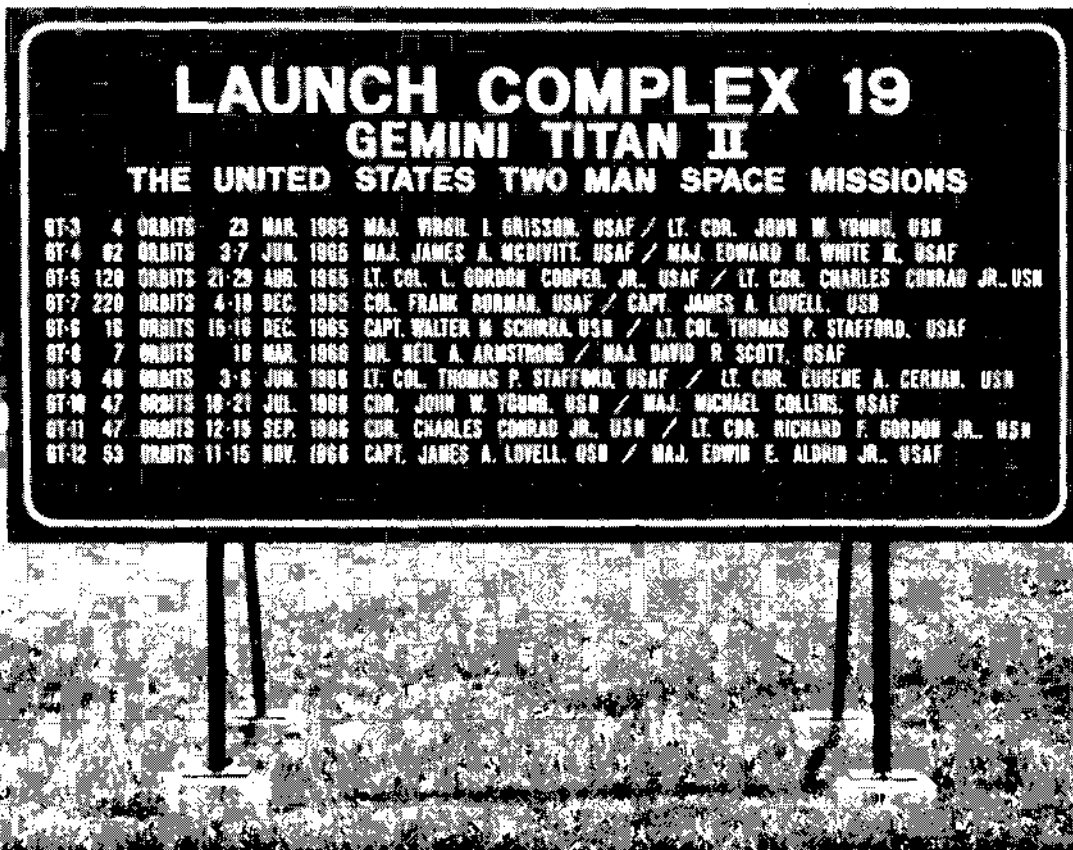 LAUNCH COMPLEX 19
GEMINI TITAN II
THE UNITED STATES TWO MAN SPACE MISSIONS
GT-3 4 ORBITS 23 MAR. 1965 MAJ. VIRGIL I. GRISSOM, USAF / LT. CDR. JOHN W. YOUNG, USN
GT-4 62 ORBITS 3-7 JUN. 1965 MAJ. JAMES A. MCDIVITT, USAF / MAJ. EDWARD H. WHITE II, USAF
GT-5 120 ORBITS 21-29 AUG. 1965 LT. COL. L. GORDON COOPER, JR., USAF / LT. CDR. CHARLES CONRAD JR., USN
GT-7 220 ORBITS 4-18 DEC. 1965 COL. FRANK BORMAN, USAF / CAPT. JAMES A. LOVELL, USN
GT-6 16 ORBITS 15-16 DEC. 1965 CAPT. WALTER M SCHIRRA, USN / LT. COL. THOMAS P. STAFFORD, USAF
GT-8 7 ORBITS 16 MAR. 1966 MR. NEIL A. ARMSTRONG / MAJ. DAVID R SCOTT, USAF
GT-9 48 ORBITS 3-6 JUN. 1966 LT. COL. THOMAS P. STAFFORD, USAF / LT. CDR. EUGENE A. CERNAN, USN
GT-10 47 ORBITS 18-21 JUL. 1966 CDR. JOHN W. YOUNG, USN / MAJ. MICHAEL COLLINS, USAF
GT-11 47 ORBITS 12-15 SEP. 1966 CDR. CHARLES CONRAD JR., USN / LT. CDR. RICHARD F. GORDON JR., USN
GT-12 53 ORBITS 11-15 NOV. 1966 CAPT. JAMES A. LOVELL, USN / MAJ. EDWIN E. ALDRIN JR., USAF